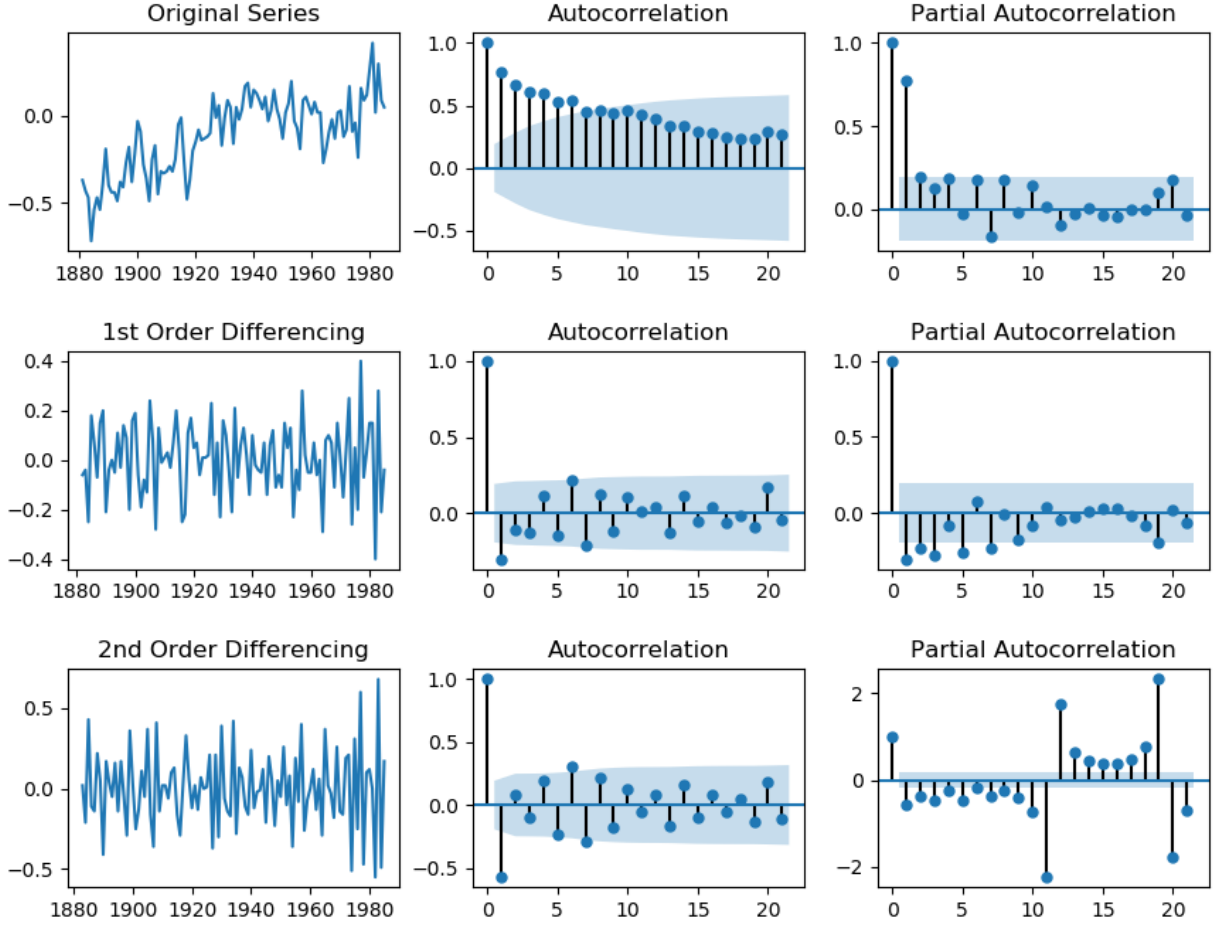 Original Series
Autocorrelation
Partial Autocorrelation
0.0
−0.5
1880 1900 1920 1940 1960 1980
1.0
0.5
0.0
−0.5
0 5 10 15 20
1.0
0.5
0.0
0 5 10 15 20
1st Order Differencing
Autocorrelation
Partial Autocorrelation
0.4
0.2
0.0
−0.2
−0.4
1880 1900 1920 1940 1960 1980
1.0
0.5
0.0
0 5 10 15 20
1.0
0.5
0.0
0 5 10 15 20
2nd Order Differencing
Autocorrelation
Partial Autocorrelation
0.5
0.0
−0.5
1880 1900 1920 1940 1960 1980
1.0
0.5
0.0
−0.5
0 5 10 15 20
2
0
−2
0 5 10 15 20